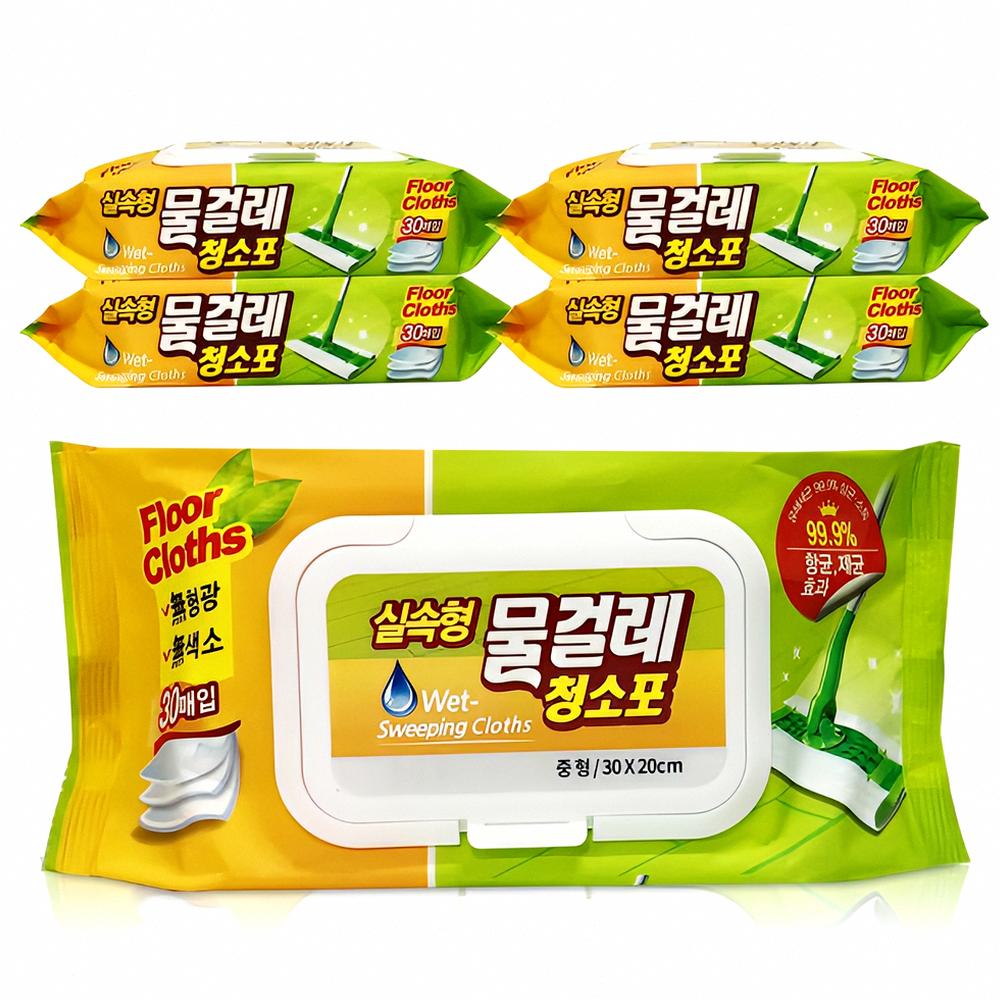 실속형
물걸레
Floor
Cloths
30매입
Wet-
Sweeping Cloths
청소포
실속형
물걸레
Floor
Cloths
30매입
Wet-
Sweeping Cloths
청소포
실속형
물걸레
Floor
Cloths
30매입
Wet-
Sweeping Cloths
청소포
실속형
물걸레
Floor
Cloths
30매입
Wet-
Sweeping Cloths
청소포
Floor
Cloths
無형광
無색소
30매입
99.9%
항균,제균
효과
실속형 물걸레
청소포
Wet-
Sweeping Cloths
중형/30X20cm